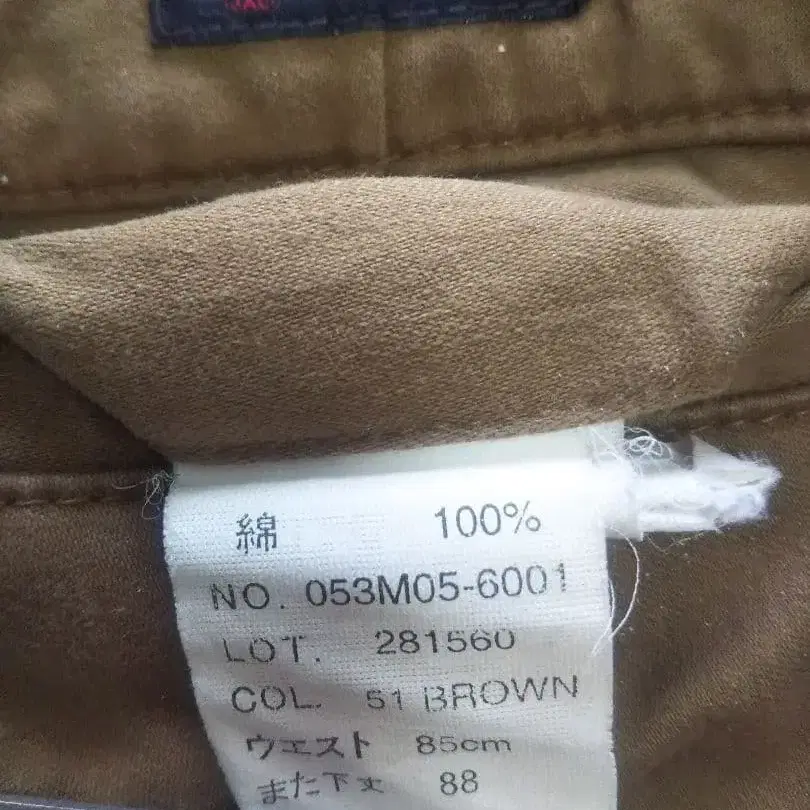 綿 100%
NO. 053M05-6001
LOT. 281560
COL. 51 BROWN
ウエスト 85cm
また下丈 88